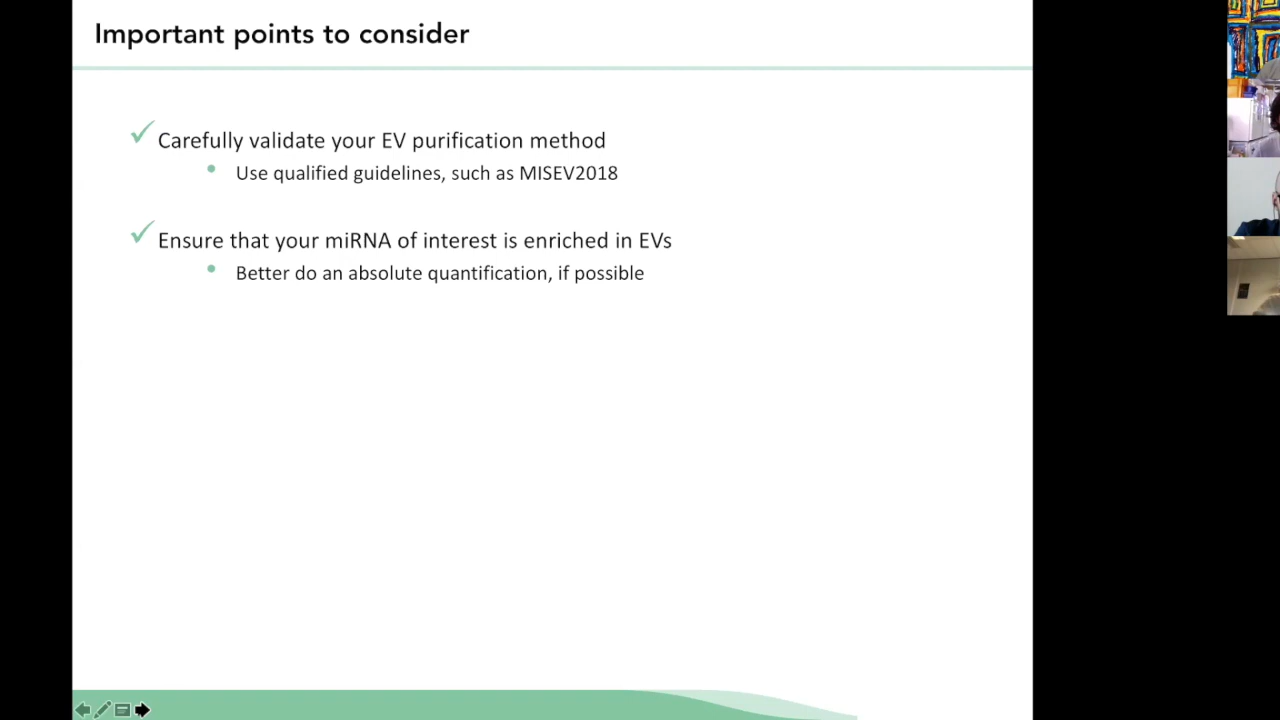 Important points to consider
Carefully validate your EV purification method
Use qualified guidelines, such as MISEV2018
Ensure that your miRNA of interest is enriched in EVs
Better do an absolute quantification, if possible